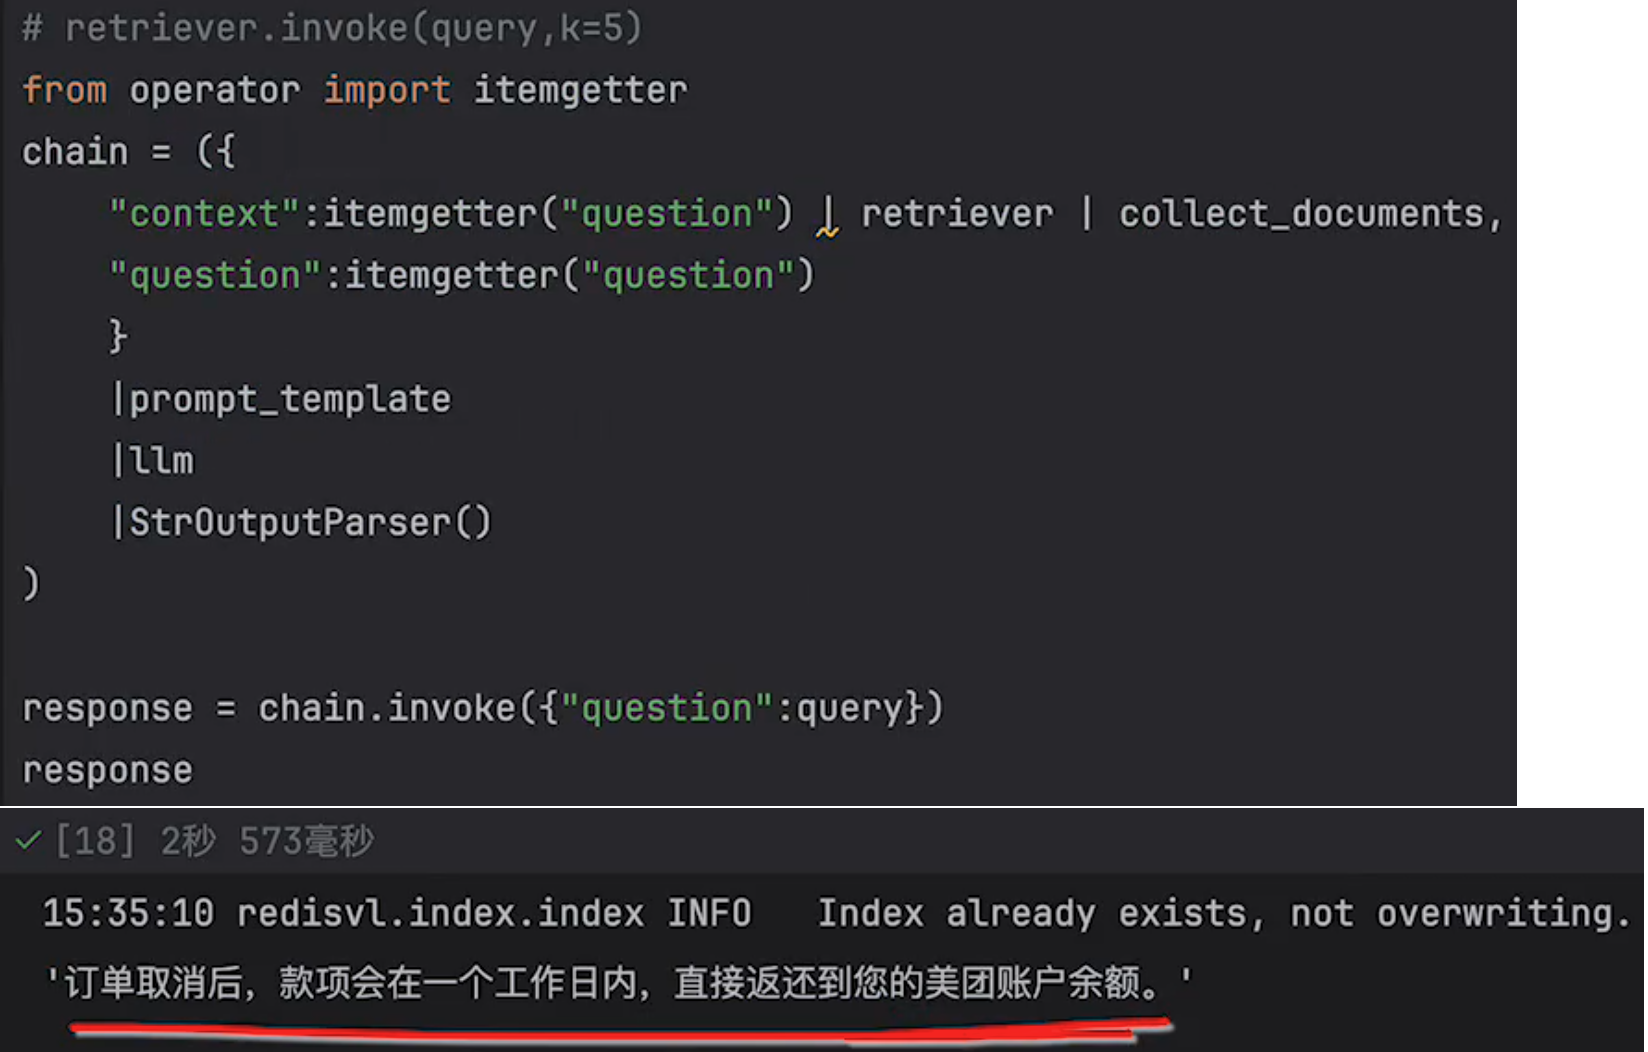 # retriever.invoke(query,k=5)
from operator import itemgetter
chain = ({
    "context":itemgetter("question") | retriever | collect_documents,
    "question":itemgetter("question")
    }
    |prompt_template
    |llm
    |StrOutputParser()
)
response = chain.invoke({"question":query})
response
✓ [18] 2秒 573毫秒
15:35:10 redisvl.index.index INFO   Index already exists, not overwriting.
'订单取消后，款项会在一个工作日内，直接返还到您的美团账户余额。'